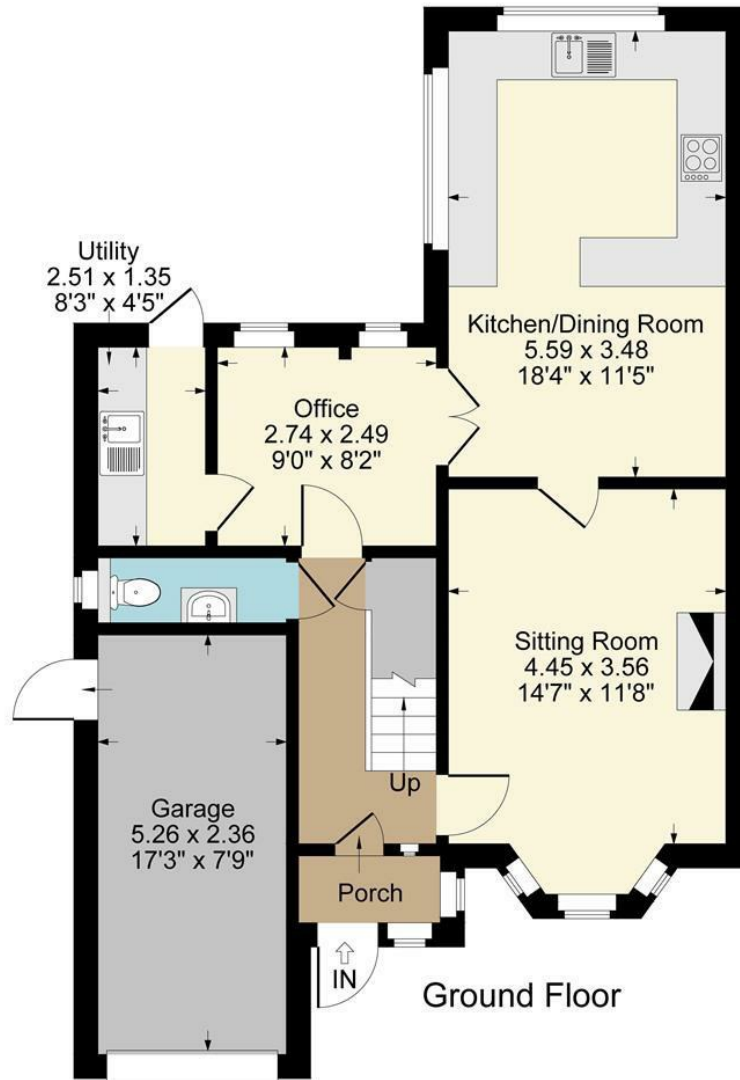 Utility
2.51 x 1.35
8'3" x 4'5"
Kitchen/Dining Room
5.59 x 3.48
18'4" x 11'5"
Office
2.74 x 2.49
9'0" x 8'2"
Sitting Room
4.45 x 3.56
14'7" x 11'8"
Up
Garage
5.26 x 2.36
17'3" x 7'9"
Porch
IN
Ground Floor